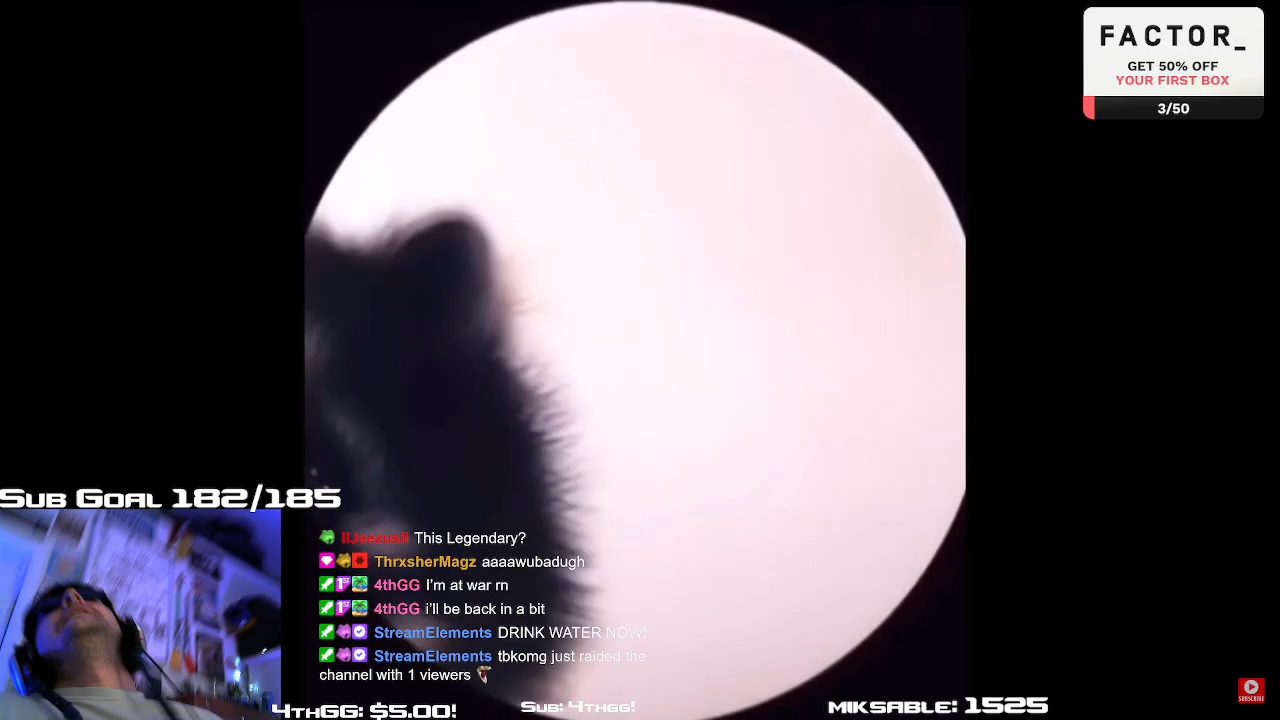 FACTOR_
GET 50% OFF
YOUR FIRST BOX
3/50
SUB GOAL 182/185
IIJeezusII This Legendary?
ThrxsherMagz aaaawubadugh
4thGG I'm at war rn
4thGG i'll be back in a bit
StreamElements DRINK WATER NOW!
StreamElements tbkomg just raided the
channel with 1 viewers
4THGG: $5.00!
SUB: 4THGG!
MIKSABLE: 1525
SUBSCRIBE